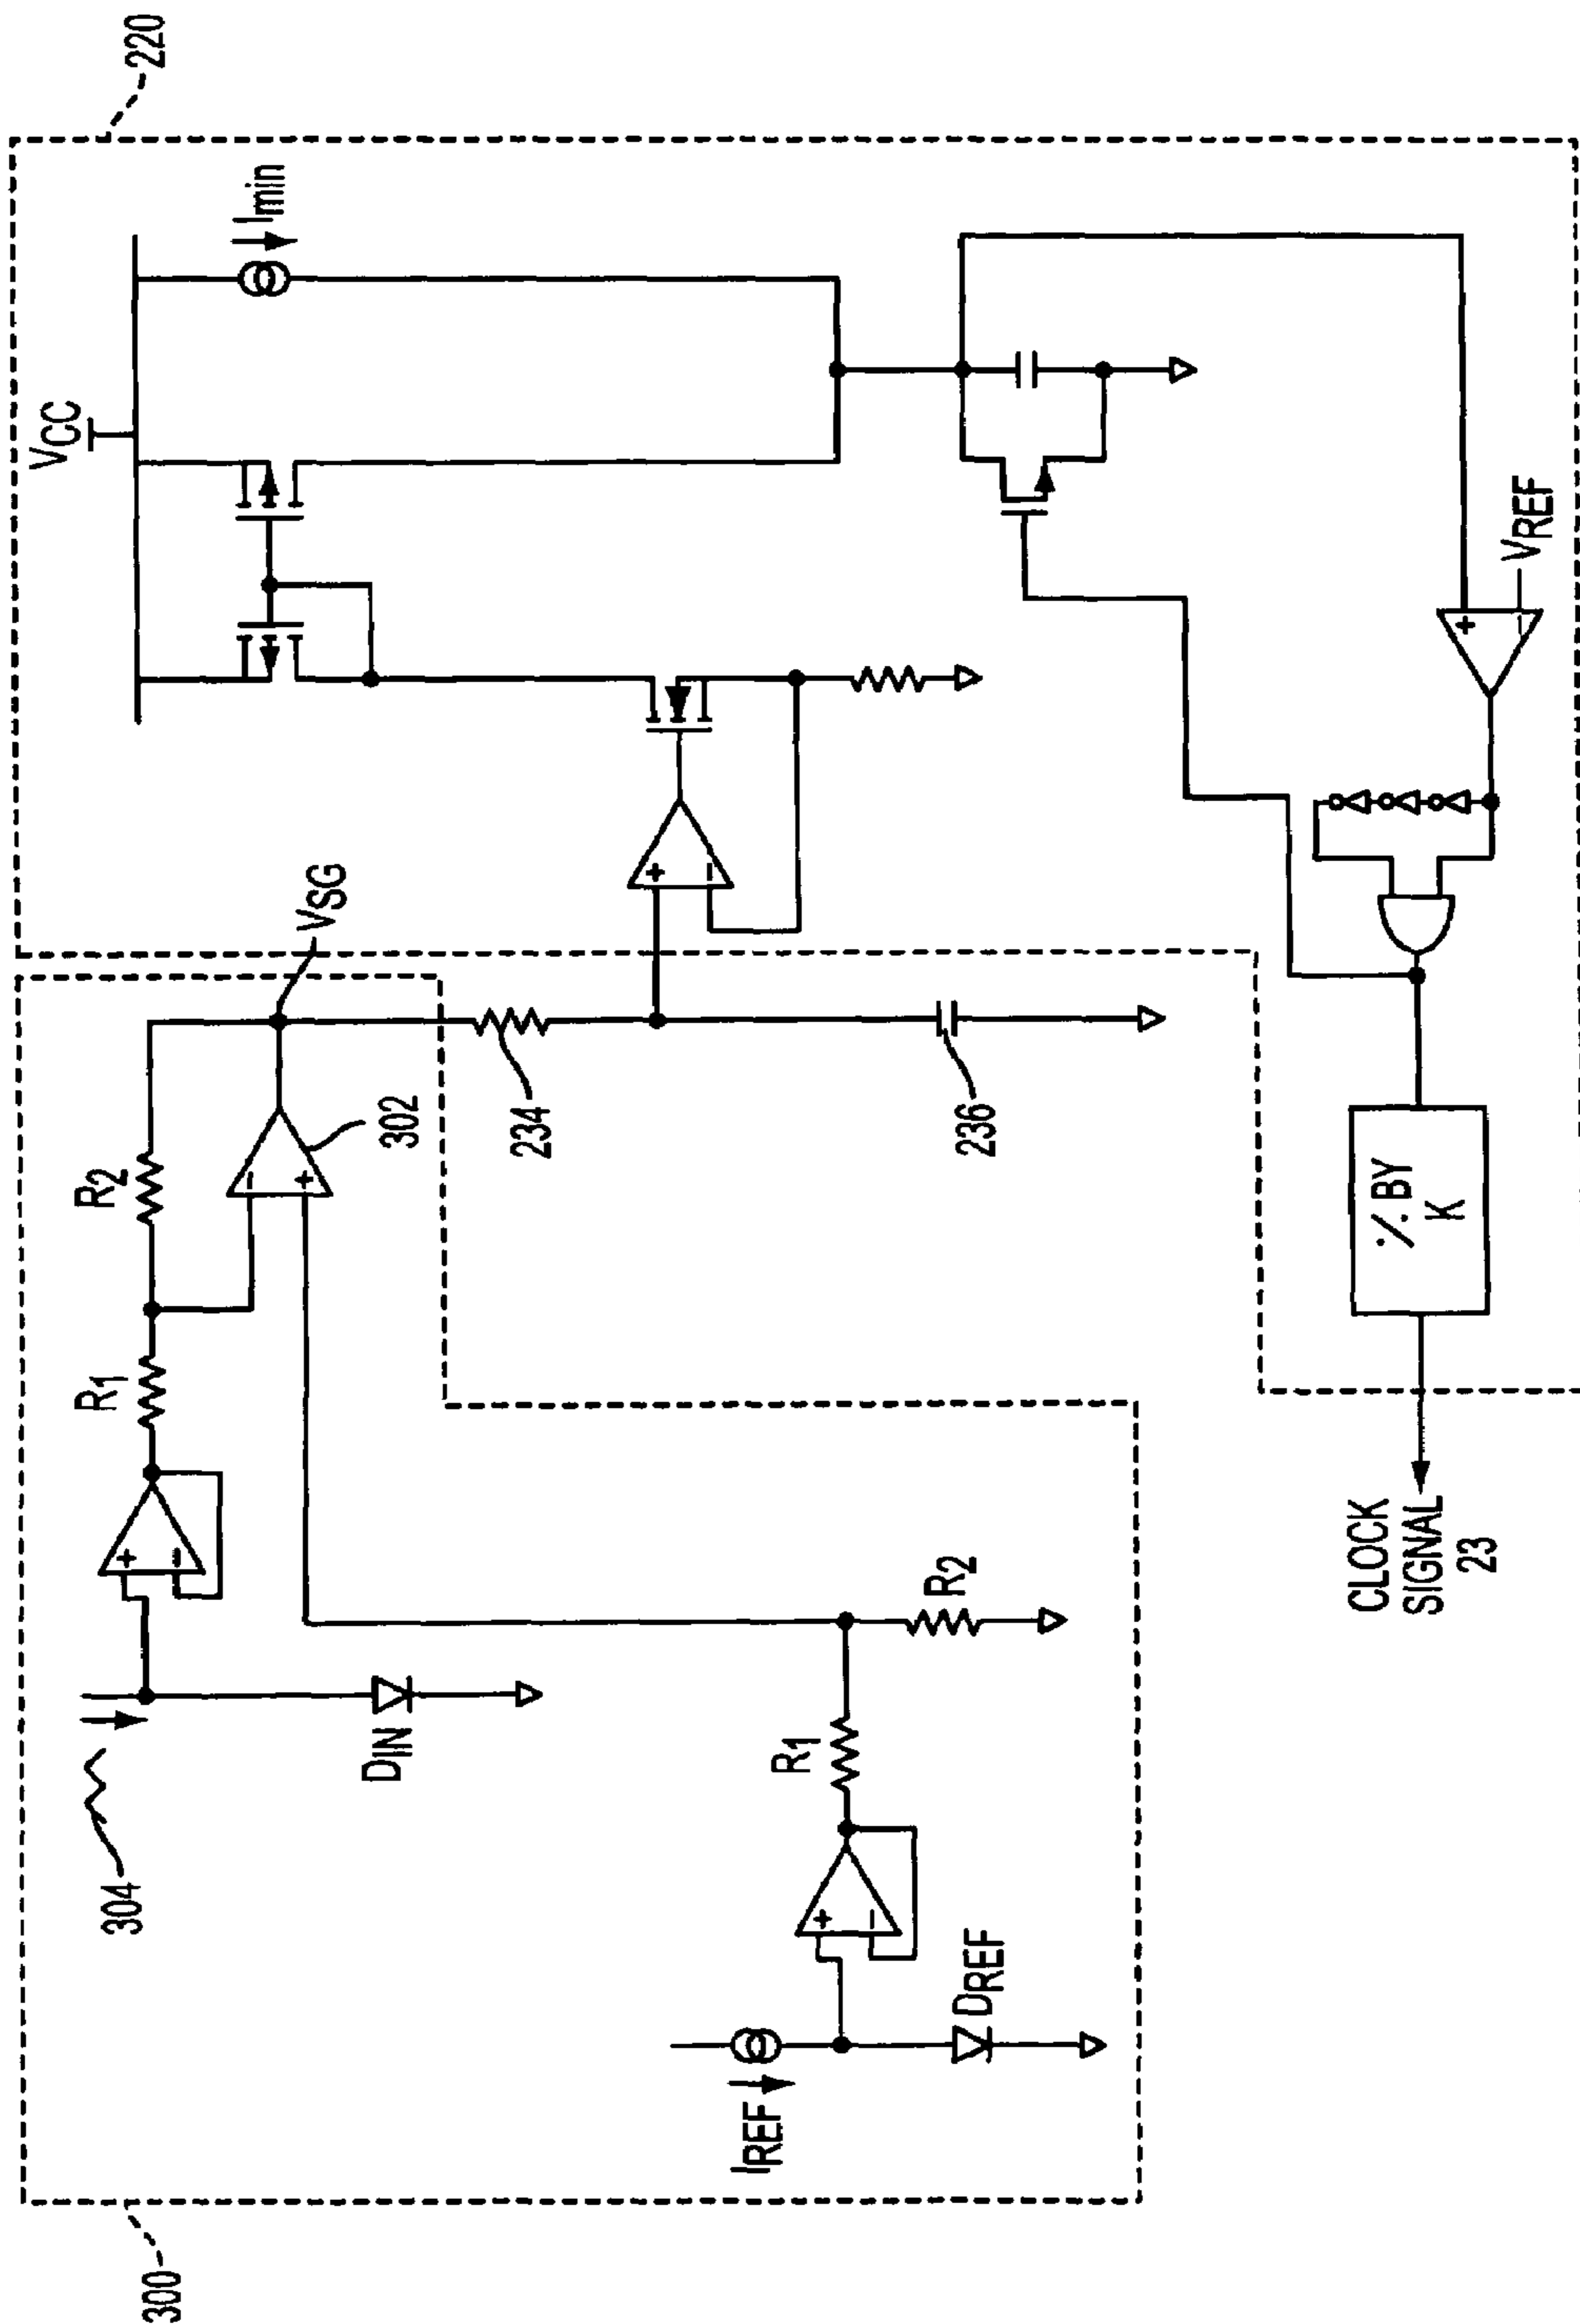 300
220
304
DIN
R1
R2
302
VSG
VCC
Imin
234
236
IREF
DREF
R1
R2
+
−
+
−
−
+
+
−
+
−
VREF
% BY
K
CLOCK
SIGNAL
23